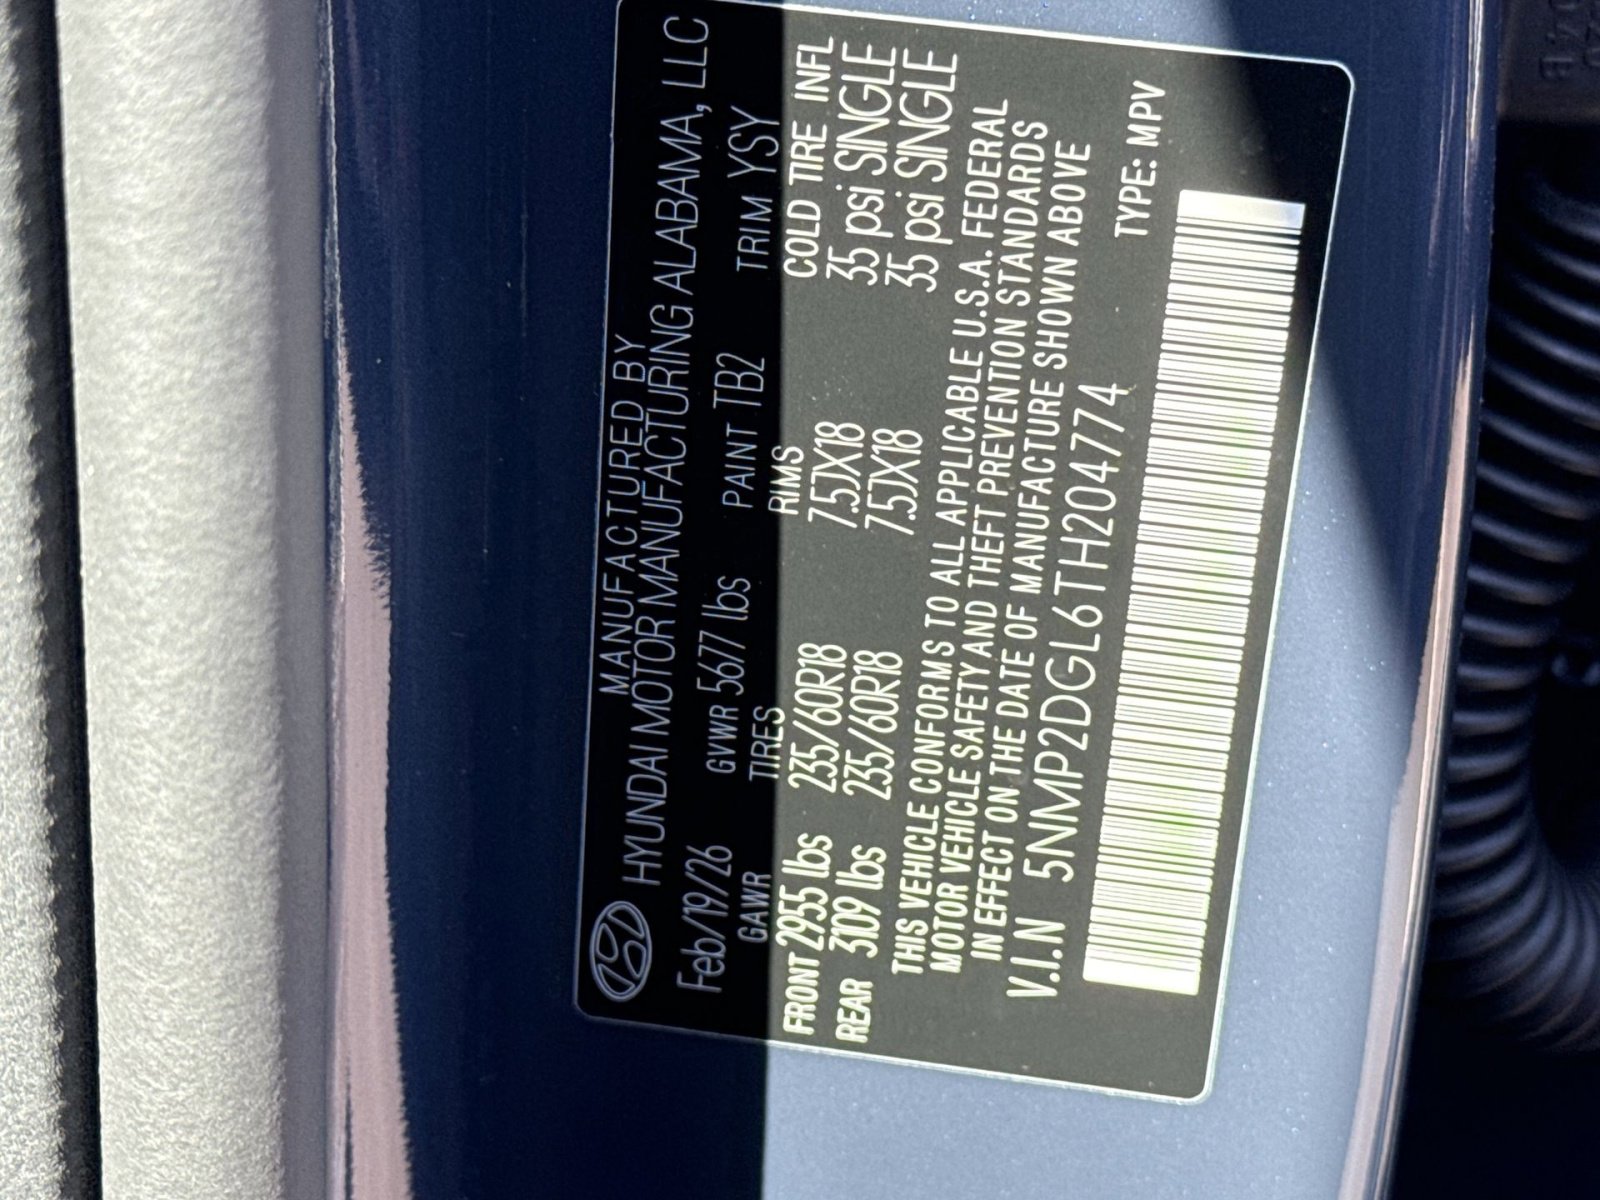 MANUFACTURED BY
HYUNDAI MOTOR MANUFACTURING ALABAMA, LLC
Feb/19/26 GVWR 5677 lbs PAINT TB2 TRIM YSY
GAWR TIRES RIMS COLD TIRE INFL
FRONT 2955 lbs 235/60R18 7.5JX18 35 psi SINGLE
REAR 3109 lbs 235/60R18 7.5JX18 35 psi SINGLE
THIS VEHICLE CONFORMS TO ALL APPLICABLE U.S.A. FEDERAL
MOTOR VEHICLE SAFETY AND THEFT PREVENTION STANDARDS
IN EFFECT ON THE DATE OF MANUFACTURE SHOWN ABOVE
V.I.N 5NMP2DGL6TH204774 TYPE: MPV